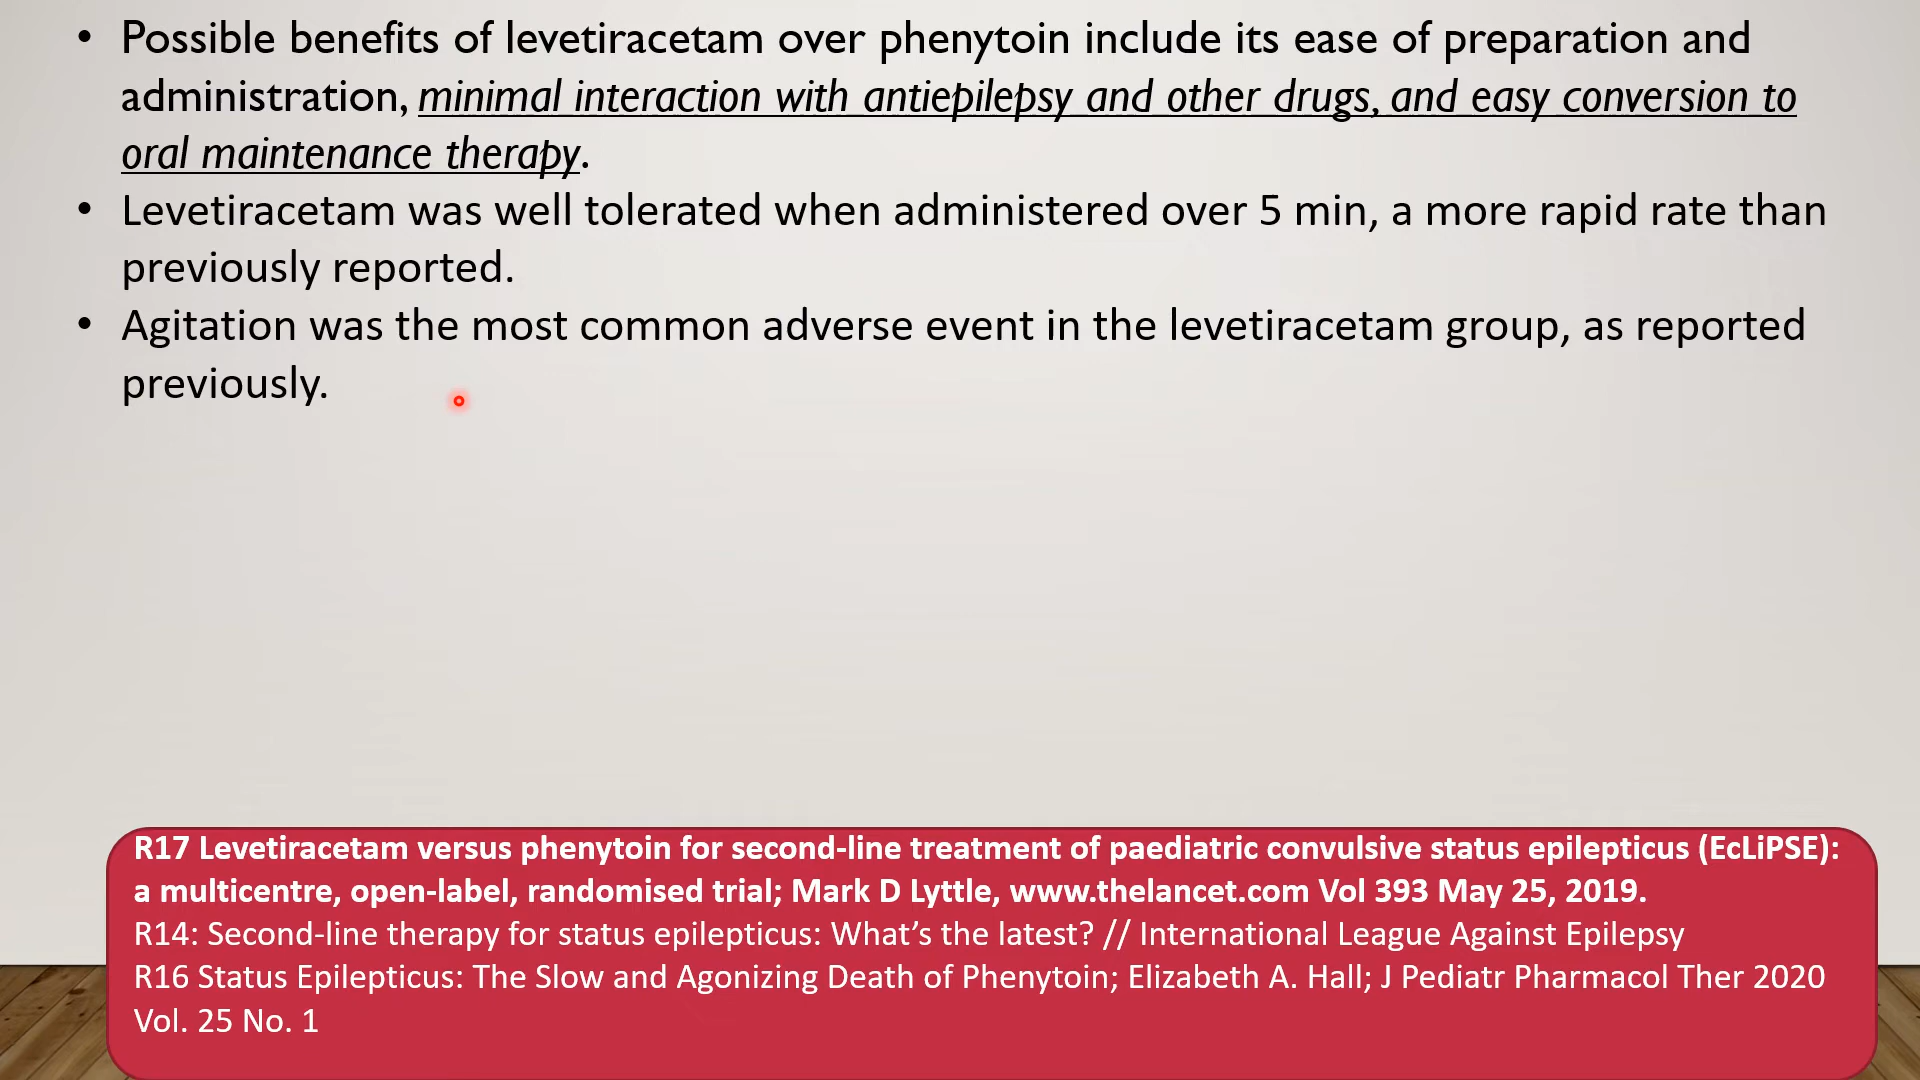 • Possible benefits of levetiracetam over phenytoin include its ease of preparation and
administration, minimal interaction with antiepilepsy and other drugs, and easy conversion to
oral maintenance therapy.
• Levetiracetam was well tolerated when administered over 5 min, a more rapid rate than
previously reported.
• Agitation was the most common adverse event in the levetiracetam group, as reported
previously.
R17 Levetiracetam versus phenytoin for second-line treatment of paediatric convulsive status epilepticus (EcLiPSE):
a multicentre, open-label, randomised trial; Mark D Lyttle, www.thelancet.com Vol 393 May 25, 2019.
R14: Second-line therapy for status epilepticus: What’s the latest? // International League Against Epilepsy
R16 Status Epilepticus: The Slow and Agonizing Death of Phenytoin; Elizabeth A. Hall; J Pediatr Pharmacol Ther 2020
Vol. 25 No. 1